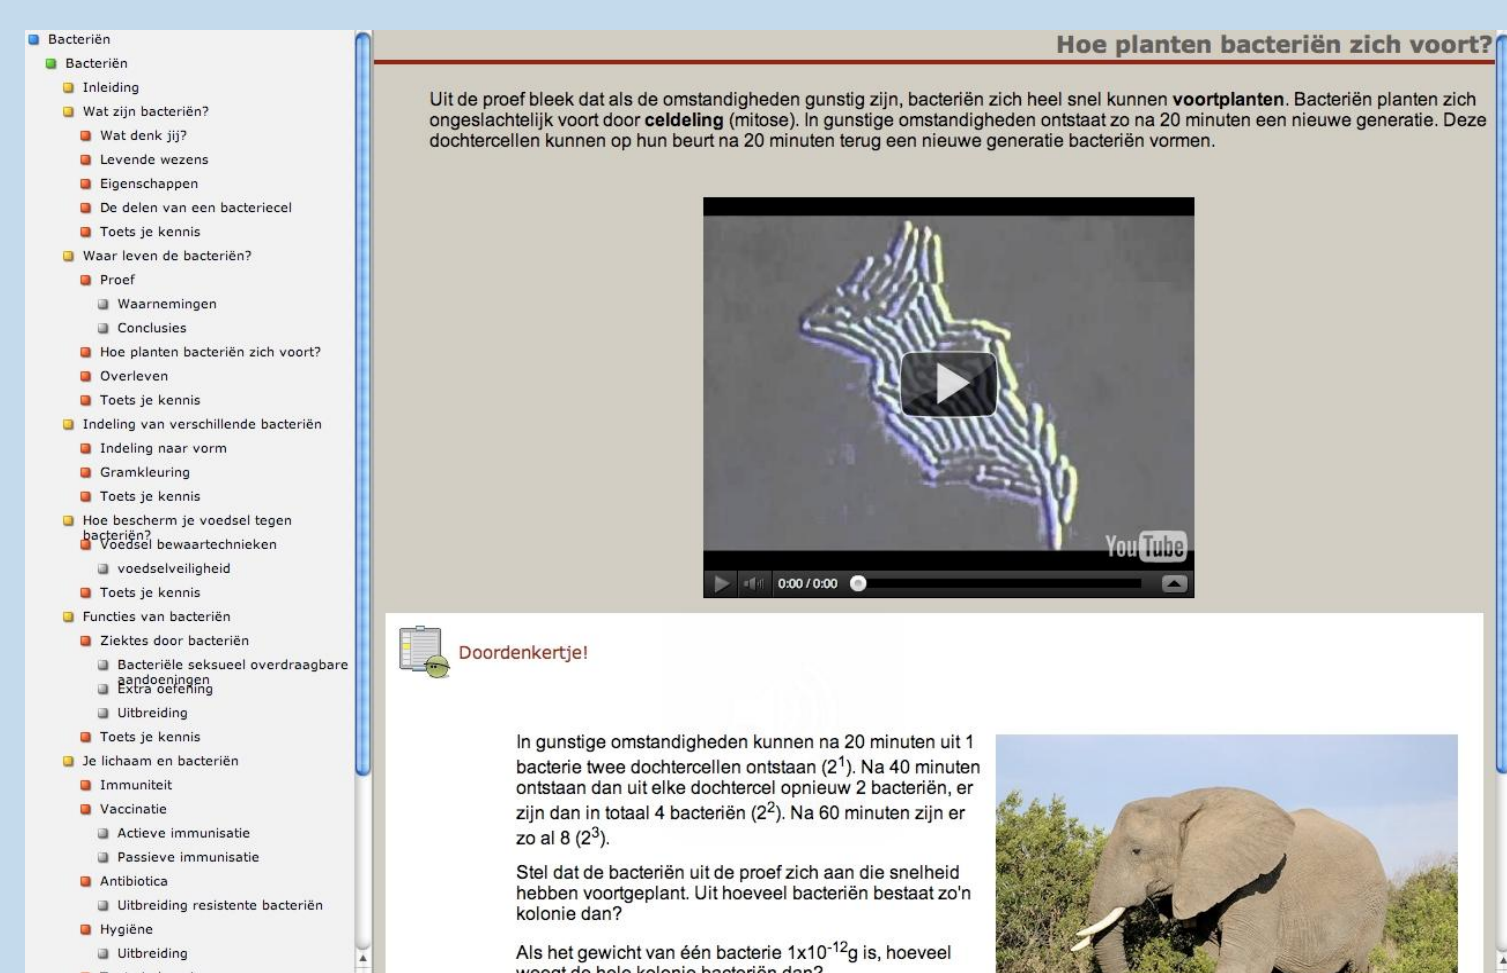 Bacteriën
Bacteriën
Inleiding
Wat zijn bacteriën?
Wat denk jij?
Levende wezens
Eigenschappen
De delen van een bacteriecel
Toets je kennis
Waar leven de bacteriën?
Proef
Waarnemingen
Conclusies
Hoe planten bacteriën zich voort?
Overleven
Toets je kennis
Indeling van verschillende bacteriën
Indeling naar vorm
Gramkleuring
Toets je kennis
Hoe bescherm je voedsel tegen
bacteriën?
Voedsel bewaartechnieken
voedselveiligheid
Toets je kennis
Functies van bacteriën
Ziektes door bacteriën
Bacteriële seksueel overdraagbare
aandoeningen
Extra oefening
Uitbreiding
Toets je kennis
Je lichaam en bacteriën
Immuniteit
Vaccinatie
Actieve immunisatie
Passieve immunisatie
Antibiotica
Uitbreiding resistente bacteriën
Hygiëne
Uitbreiding
Hoe planten bacteriën zich voort?
Uit de proef bleek dat als de omstandigheden gunstig zijn, bacteriën zich heel snel kunnen voortplanten. Bacteriën planten zich
ongeslachtelijk voort door celdeling (mitose). In gunstige omstandigheden ontstaat zo na 20 minuten een nieuwe generatie. Deze
dochtercellen kunnen op hun beurt na 20 minuten terug een nieuwe generatie bacteriën vormen.
YouTube
0:00 / 0:00
Doordenkertje!
In gunstige omstandigheden kunnen na 20 minuten uit 1
bacterie twee dochtercellen ontstaan (2¹). Na 40 minuten
ontstaan dan uit elke dochtercel opnieuw 2 bacteriën, er
zijn dan in totaal 4 bacteriën (2²). Na 60 minuten zijn er
zo al 8 (2³).
Stel dat de bacteriën uit de proef zich aan die snelheid
hebben voortgeplant. Uit hoeveel bacteriën bestaat zo'n
kolonie dan?
Als het gewicht van één bacterie 1x10⁻¹²g is, hoeveel
weegt de hele kolonie bacteriën dan?